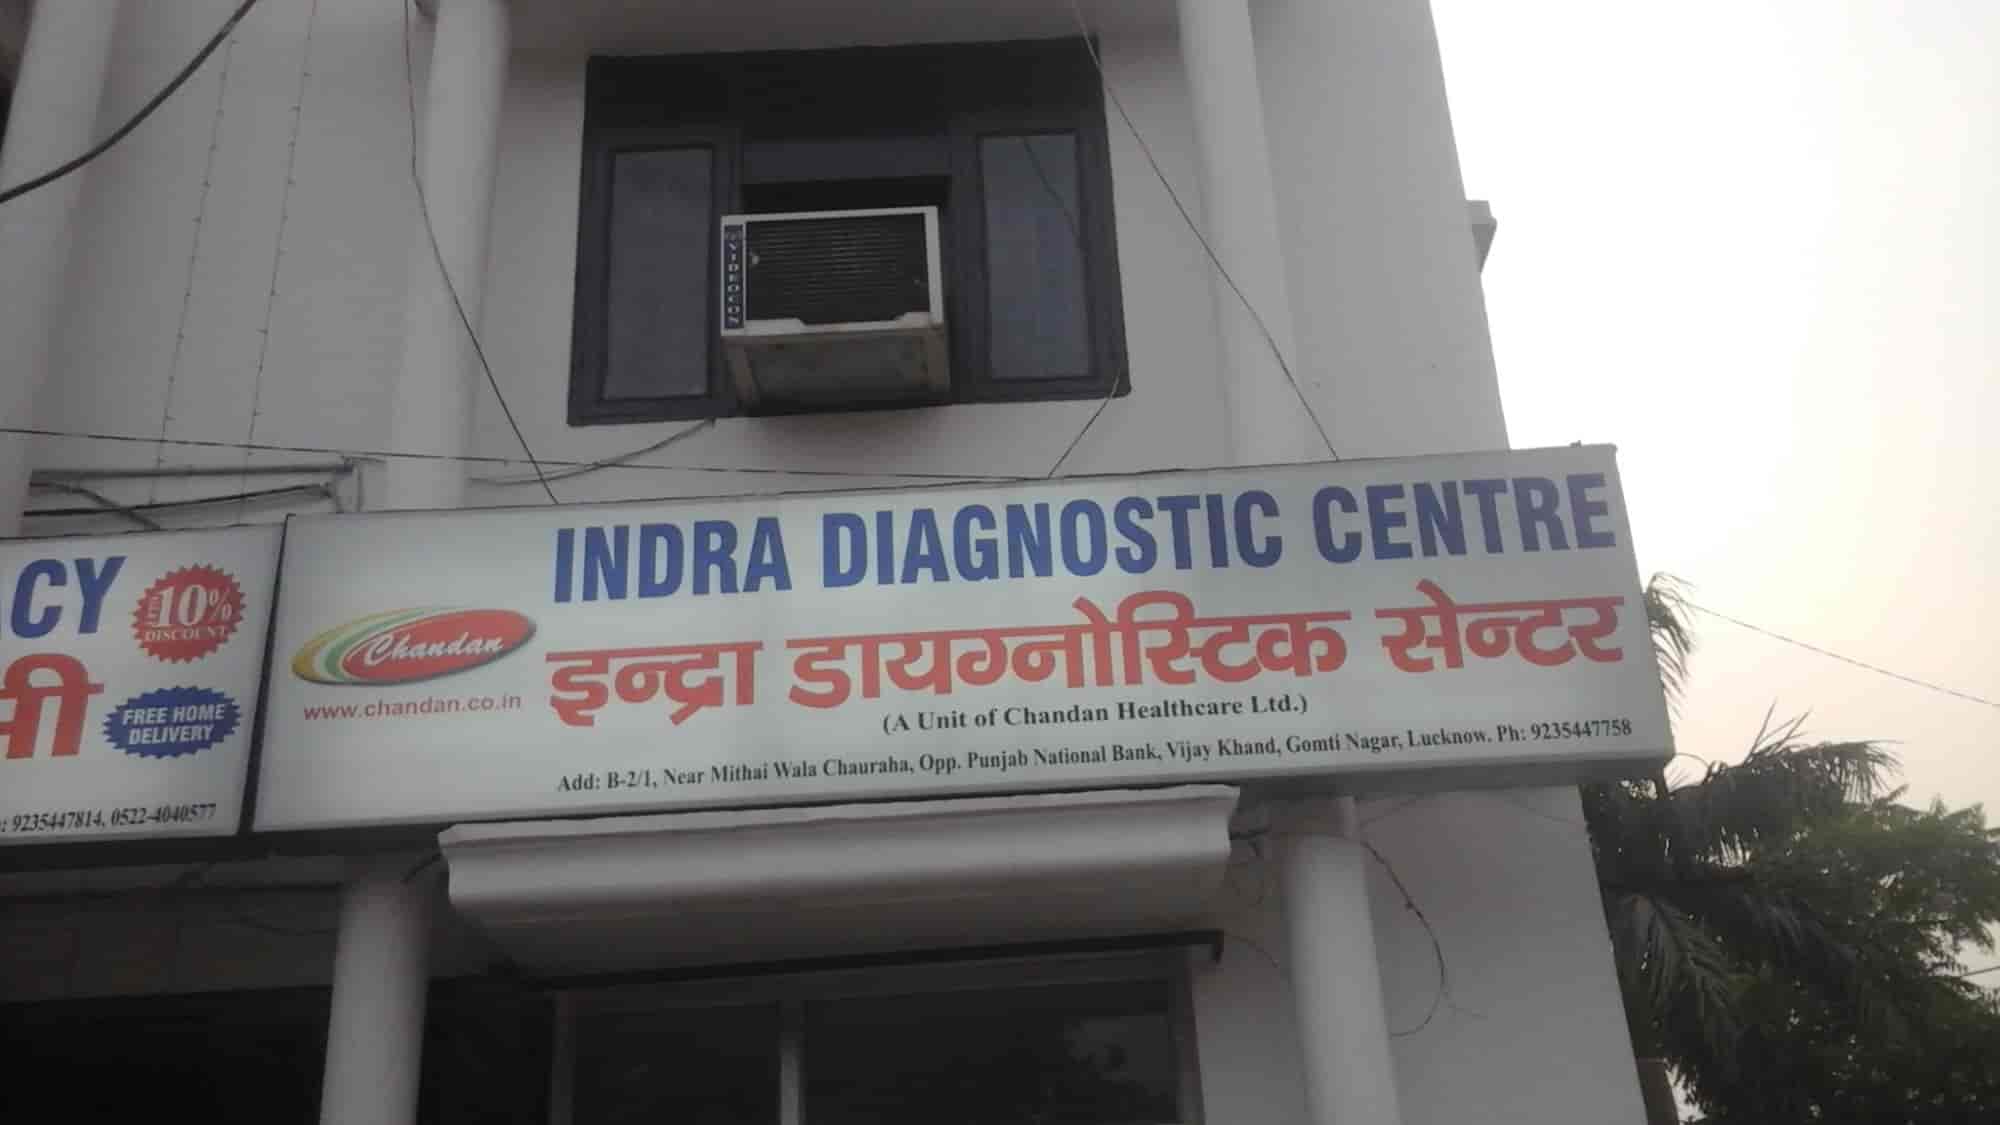 VIDEOCON
ACY
UPTO 10% DISCOUNT
FREE HOME
DELIVERY
: 9235447814, 0522-4040577
INDRA DIAGNOSTIC CENTRE
Chandan
www.chandan.co.in
इन्द्रा डायग्नोस्टिक सेन्टर
(A Unit of Chandan Healthcare Ltd.)
Add: B-2/1, Near Mithai Wala Chauraha, Opp. Punjab National Bank, Vijay Khand, Gomti Nagar, Lucknow. Ph: 9235447758